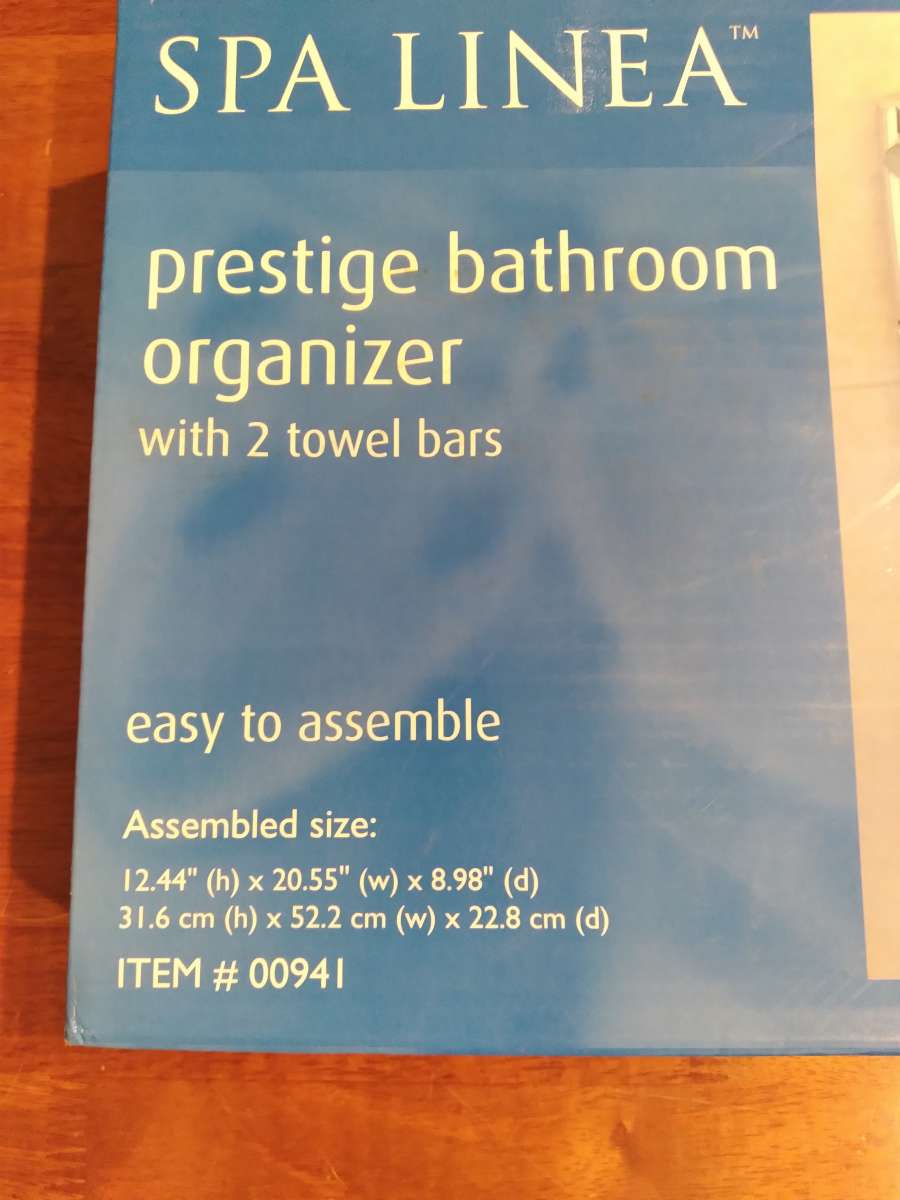 SPA LINEA™
prestige bathroom
organizer
with 2 towel bars
easy to assemble
Assembled size:
12.44" (h) x 20.55" (w) x 8.98" (d)
31.6 cm (h) x 52.2 cm (w) x 22.8 cm (d)
ITEM # 00941